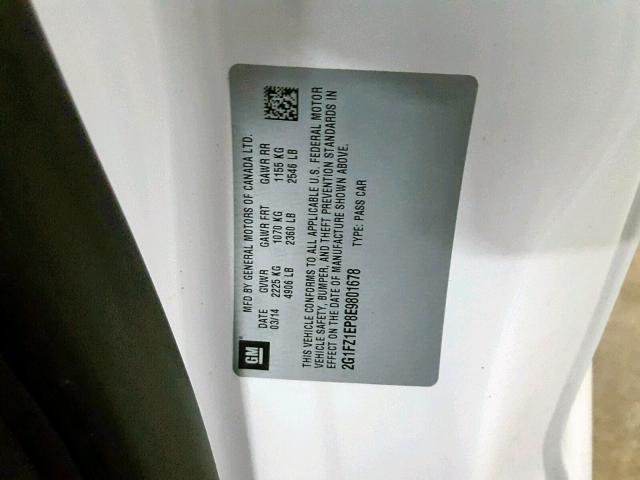 GM
MFD BY GENERAL MOTORS OF CANADA LTD.
DATE GVWR GAWR FRT GAWR RR
03/14 2225 KG 1070 KG 1155 KG
4906 LB 2360 LB 2546 LB
THIS VEHICLE CONFORMS TO ALL APPLICABLE U.S. FEDERAL MOTOR
VEHICLE SAFETY, BUMPER, AND THEFT PREVENTION STANDARDS IN
EFFECT ON THE DATE OF MANUFACTURE SHOWN ABOVE.
2G1FZ1EP8E9801678 TYPE: PASS CAR